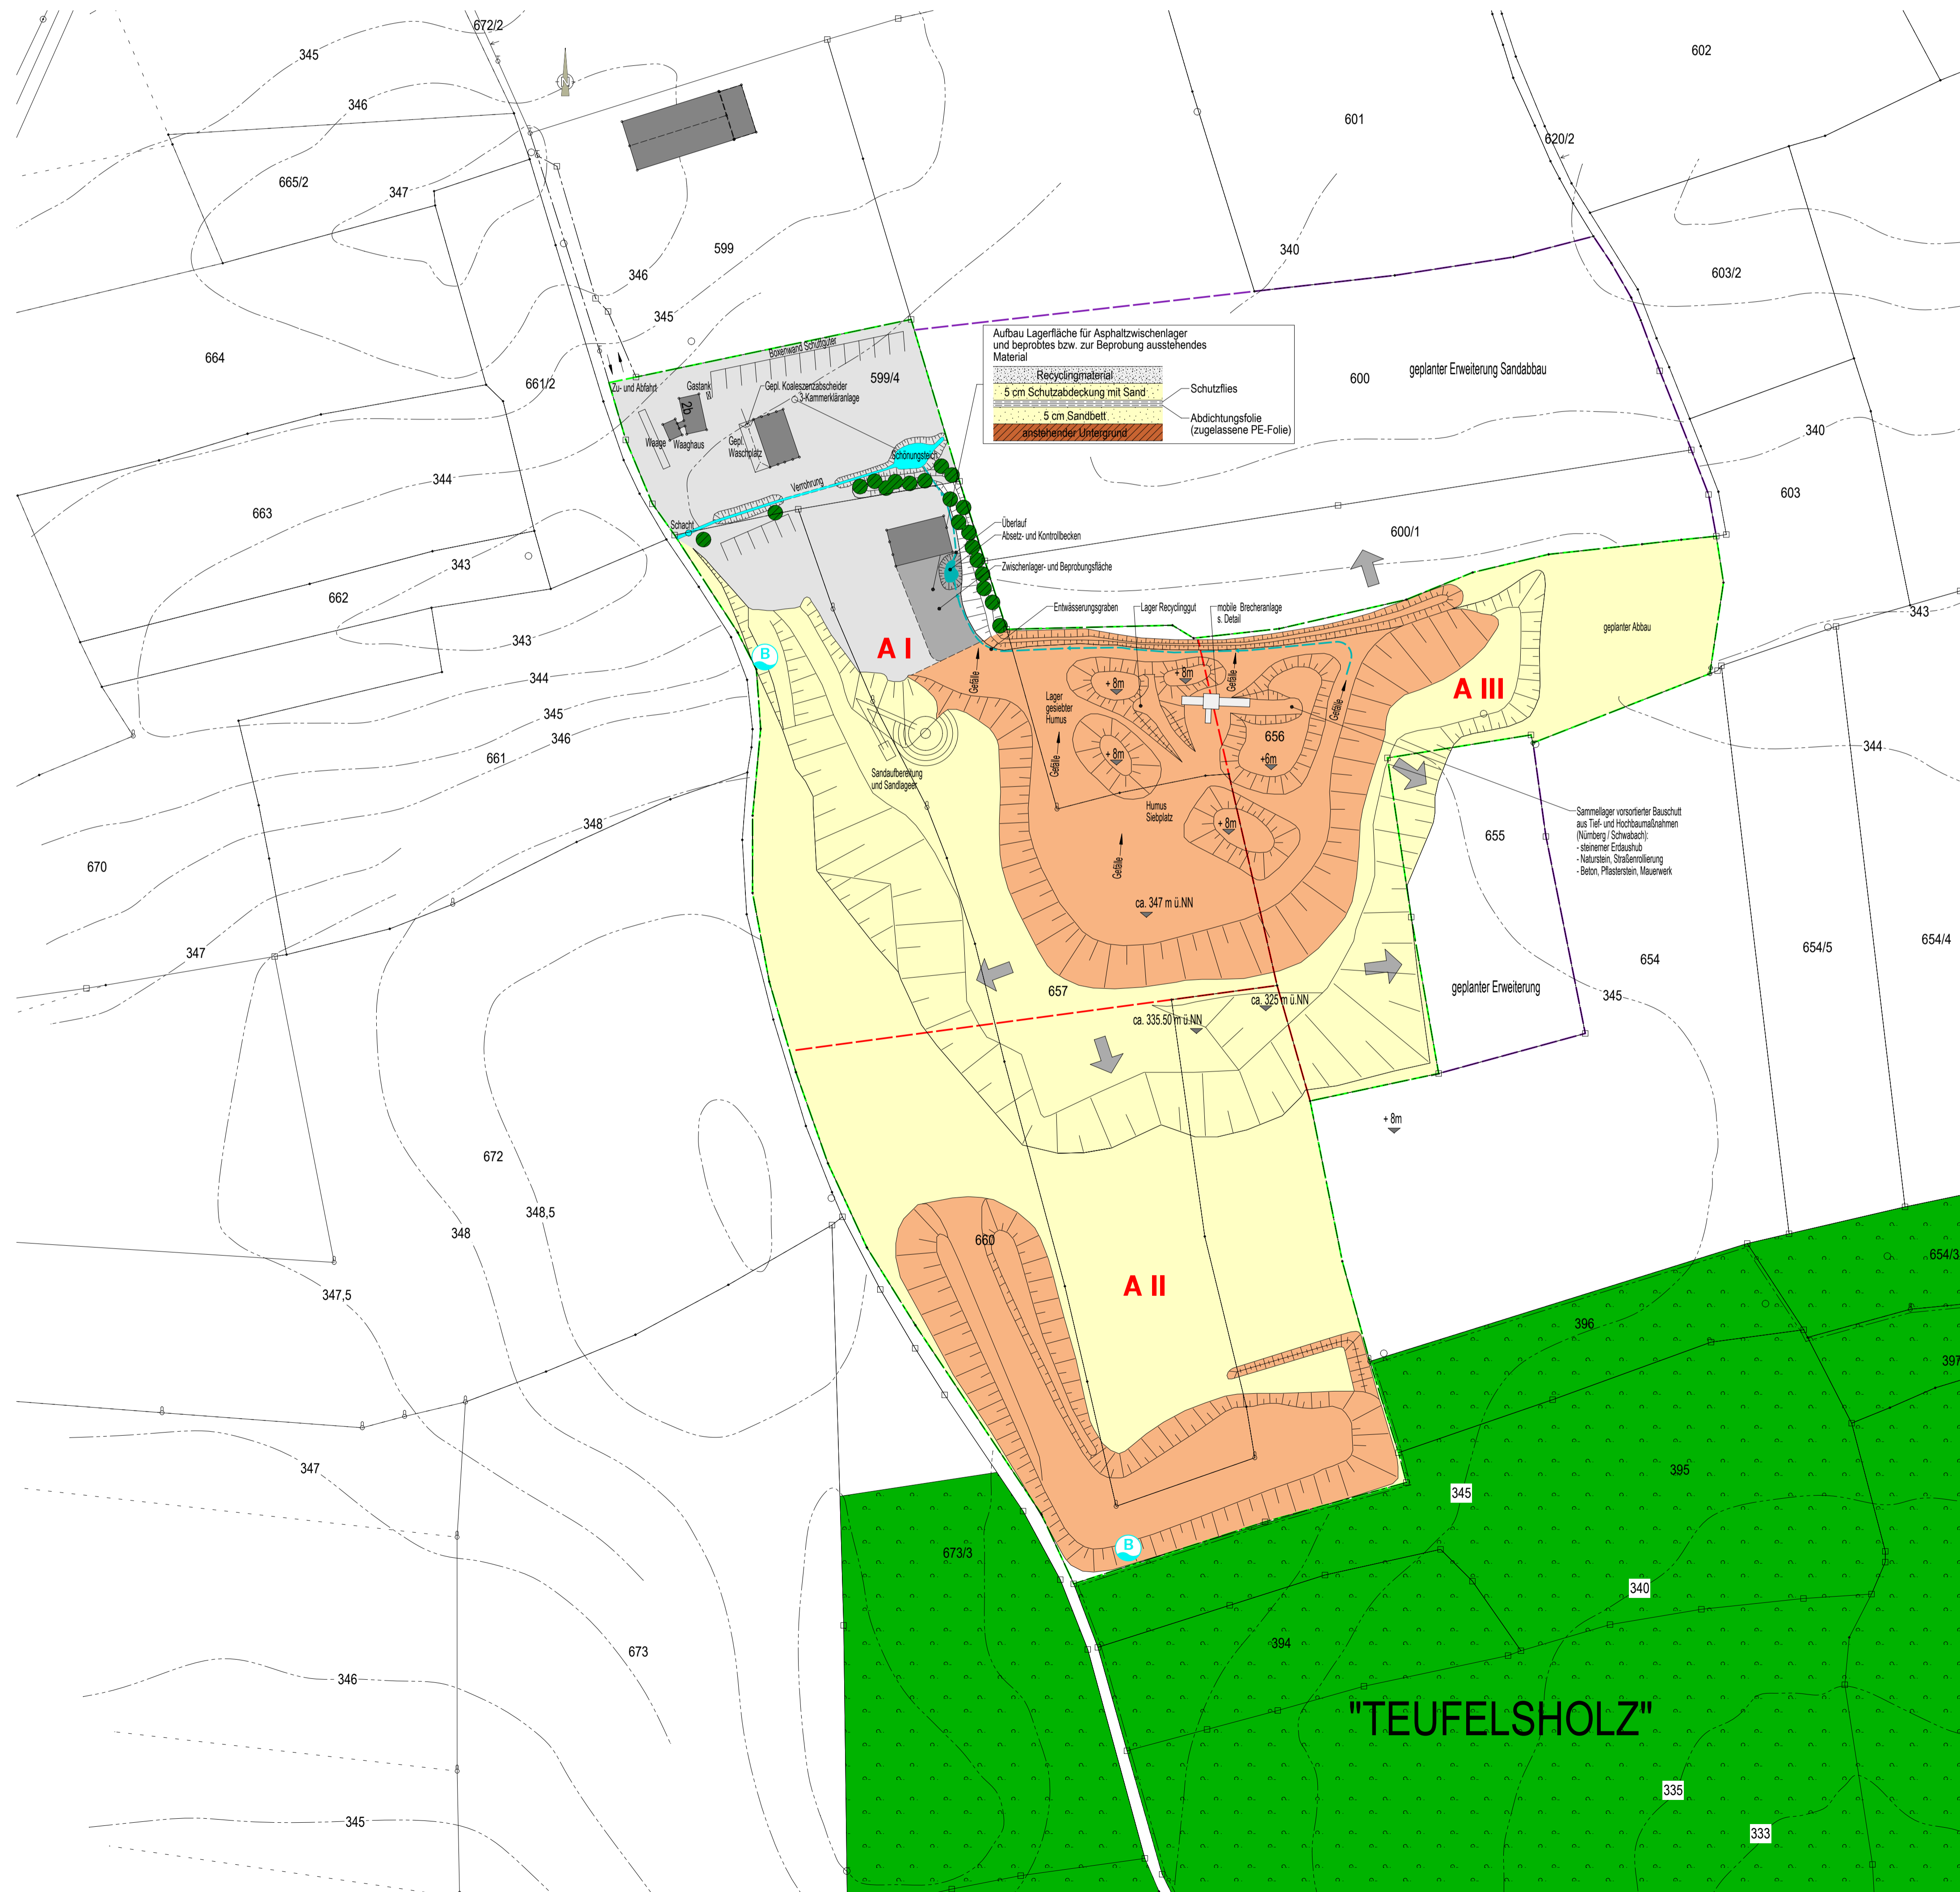 672/2
345
602
346
601
620/2
665/2
347
599
340
346
603/2
345
664
Aufbau Lagerfläche für Asphaltzwischenlager
und beprobtes bzw. zur Beprobung ausstehendes
Material
Recyclingmaterial
5 cm Schutzabdeckung mit Sand
Schutzflies
5 cm Sandbett
Abdichtungsfolie
(zugelassene PE-Folie)
anstehender Untergrund
Boxenwand Schüttgüter
geplanter Erweiterung Sandabbau
600
599/4
661/2
Zu- und Abfahrt
Gastank
Gepl. Koaleszenzabscheider
3-Kammerkläranlage
2b
Waage
Waaghaus
Gepl.
Waschplatz
340
Schönungsteich
344
Verrohrung
603
663
Schacht
Überlauf
Absetz- und Kontrollbecken
600/1
343
Zwischenlager- und Beprobungsfläche
662
Entwässerungsgraben
Lager Recyclinggut
mobile Brecheranlage
s. Detail
343
geplanter Abbau
343
A I
B
344
Gefälle
+ 8m
+ 8m
Gefälle
A III
Lager
gesiebter
Humus
Gefälle
345
346
656
344
661
+ 8m
+6m
Gefälle
Sandaufbereitung
und Sandlageer
Humus
Siebplatz
348
+ 8m
Sammellager vorsortierter Bauschutt
aus Tief- und Hochbaumaßnahmen
(Nürnberg / Schwabach):
- steinerner Erdaushub
- Naturstein, Straßenrollierung
- Beton, Pflasterstein, Mauerwerk
655
670
Gefälle
ca. 347 m ü.NN
347
654
654/5
654/4
657
geplanter Erweiterung
345
ca. 325 m ü.NN
ca. 335.50 m ü.NN
+ 8m
672
348,5
348
660
654/3
347,5
A II
396
397
347
395
345
B
673/3
340
394
673
346
"TEUFELSHOLZ"
335
345
333